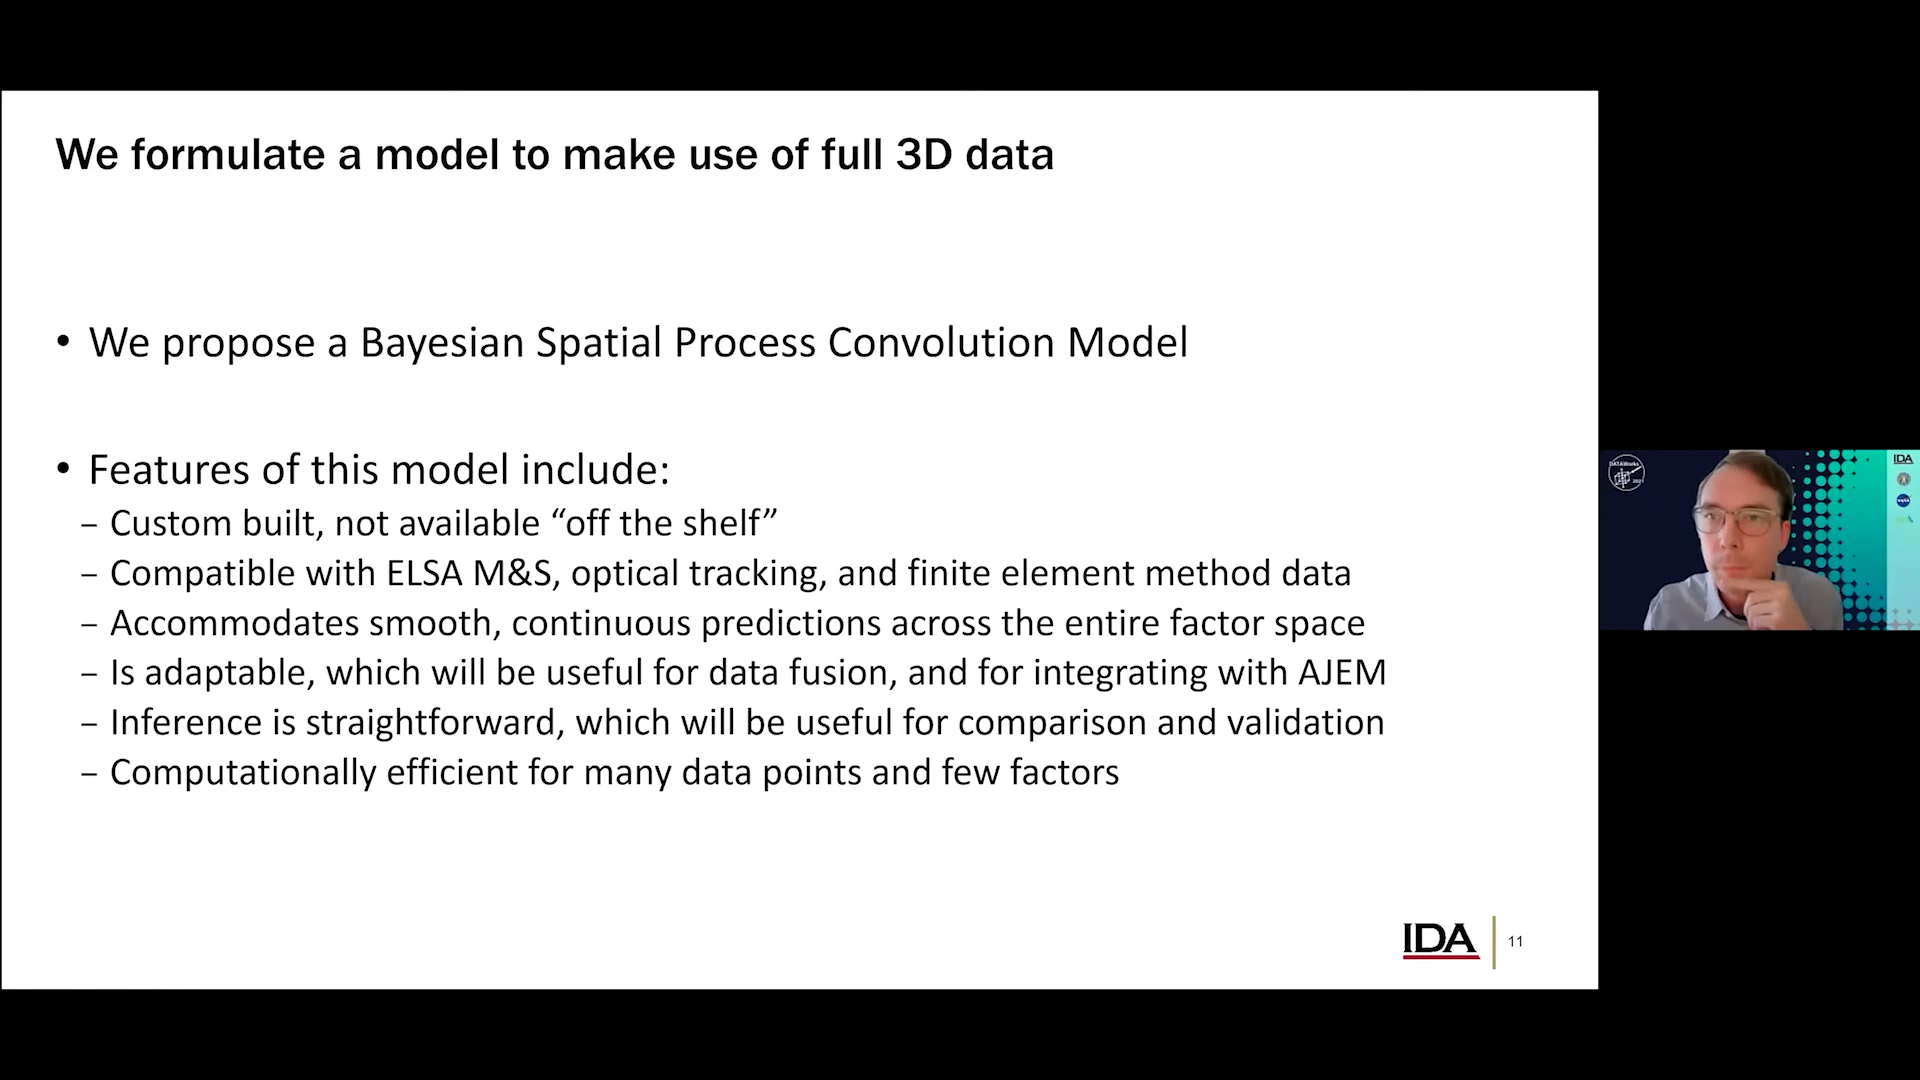 We formulate a model to make use of full 3D data
• We propose a Bayesian Spatial Process Convolution Model
• Features of this model include:
– Custom built, not available “off the shelf”
– Compatible with ELSA M&S, optical tracking, and finite element method data
– Accommodates smooth, continuous predictions across the entire factor space
– Is adaptable, which will be useful for data fusion, and for integrating with AJEM
– Inference is straightforward, which will be useful for comparison and validation
– Computationally efficient for many data points and few factors
IDA
11
DATAWorks
2021
IDA
NASA